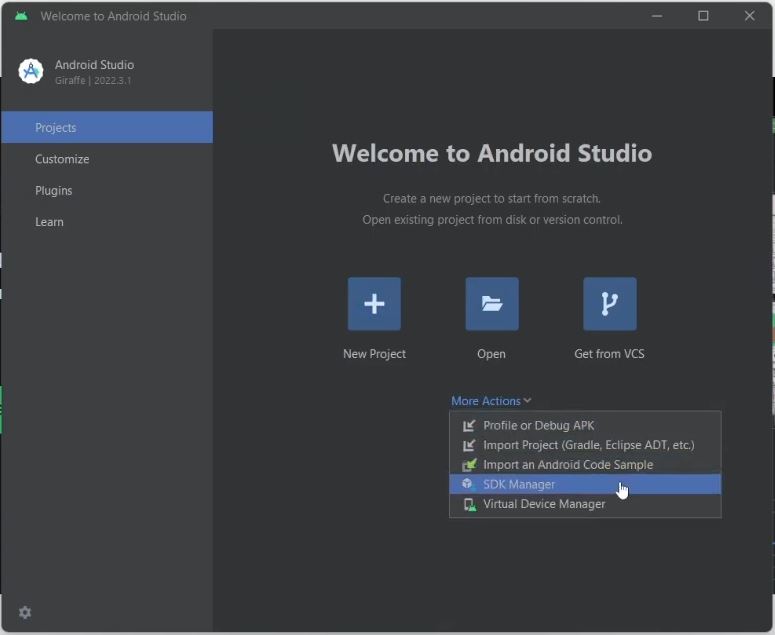 Welcome to Android Studio
Android Studio
Giraffe | 2022.3.1
Projects
Customize
Plugins
Learn
Welcome to Android Studio
Create a new project to start from scratch.
Open existing project from disk or version control.
New Project
Open
Get from VCS
More Actions
Profile or Debug APK
Import Project (Gradle, Eclipse ADT, etc.)
Import an Android Code Sample
SDK Manager
Virtual Device Manager